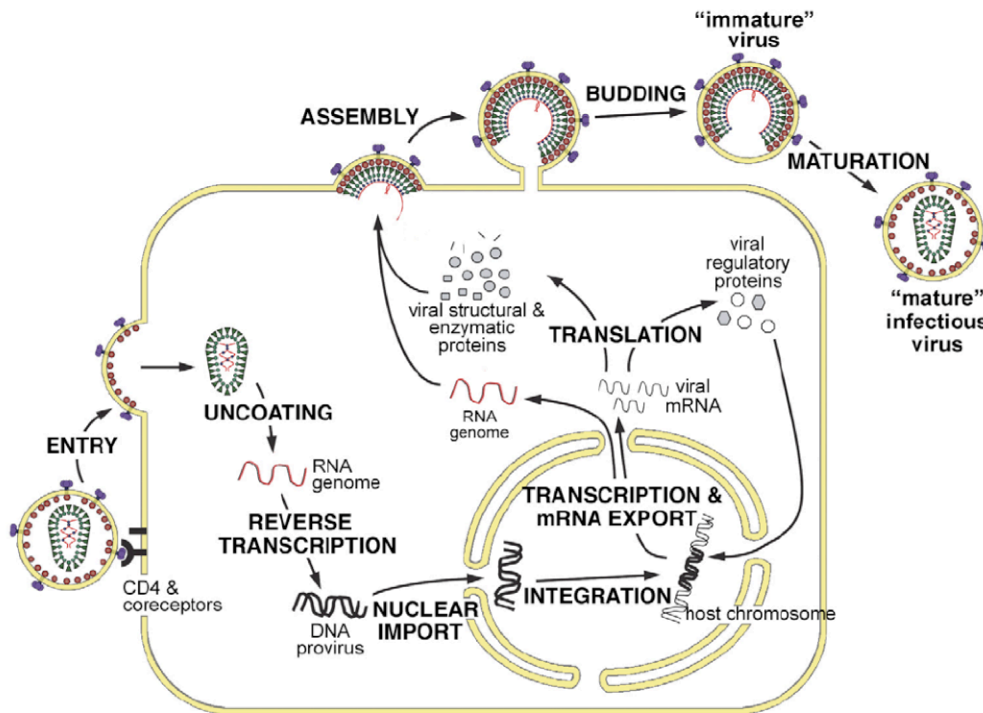 “immature”
virus
BUDDING
ASSEMBLY
MATURATION
“mature”
infectious
virus
viral
regulatory
proteins
viral structural &
enzymatic
proteins
TRANSLATION
viral
mRNA
RNA
genome
UNCOATING
ENTRY
RNA
genome
REVERSE
TRANSCRIPTION
TRANSCRIPTION &
mRNA EXPORT
CD4 &
coreceptors
DNA
provirus
NUCLEAR
IMPORT
INTEGRATION
host chromosome